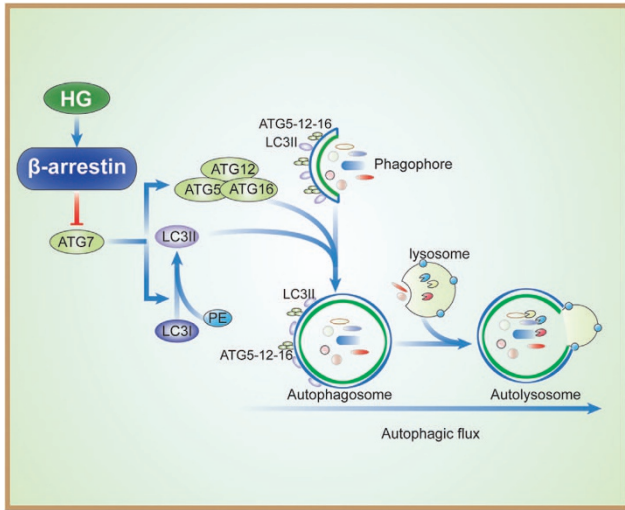 HG
β-arrestin
ATG7
ATG12
ATG5
ATG16
LC3II
LC3I
PE
ATG5-12-16
LC3II
Phagophore
lysosome
LC3II
ATG5-12-16
Autophagosome
Autolysosome
Autophagic flux